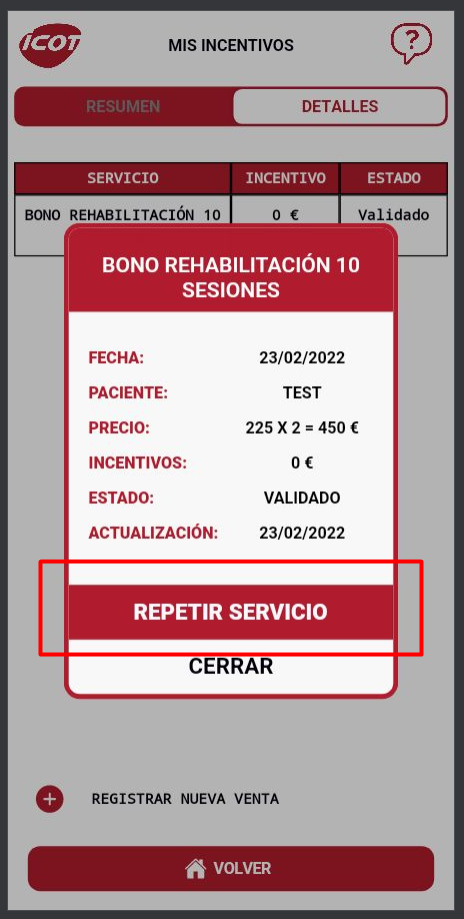 ICOT
MIS INCENTIVOS
?
RESUMEN
DETALLES
SERVICIO INCENTIVO ESTADO
BONO REHABILITACIÓN 10 0 € Validado
BONO REHABILITACIÓN 10
SESIONES
FECHA: 23/02/2022
PACIENTE: TEST
PRECIO: 225 X 2 = 450 €
INCENTIVOS: 0 €
ESTADO: VALIDADO
ACTUALIZACIÓN: 23/02/2022
REPETIR SERVICIO
CERRAR
+ REGISTRAR NUEVA VENTA
VOLVER